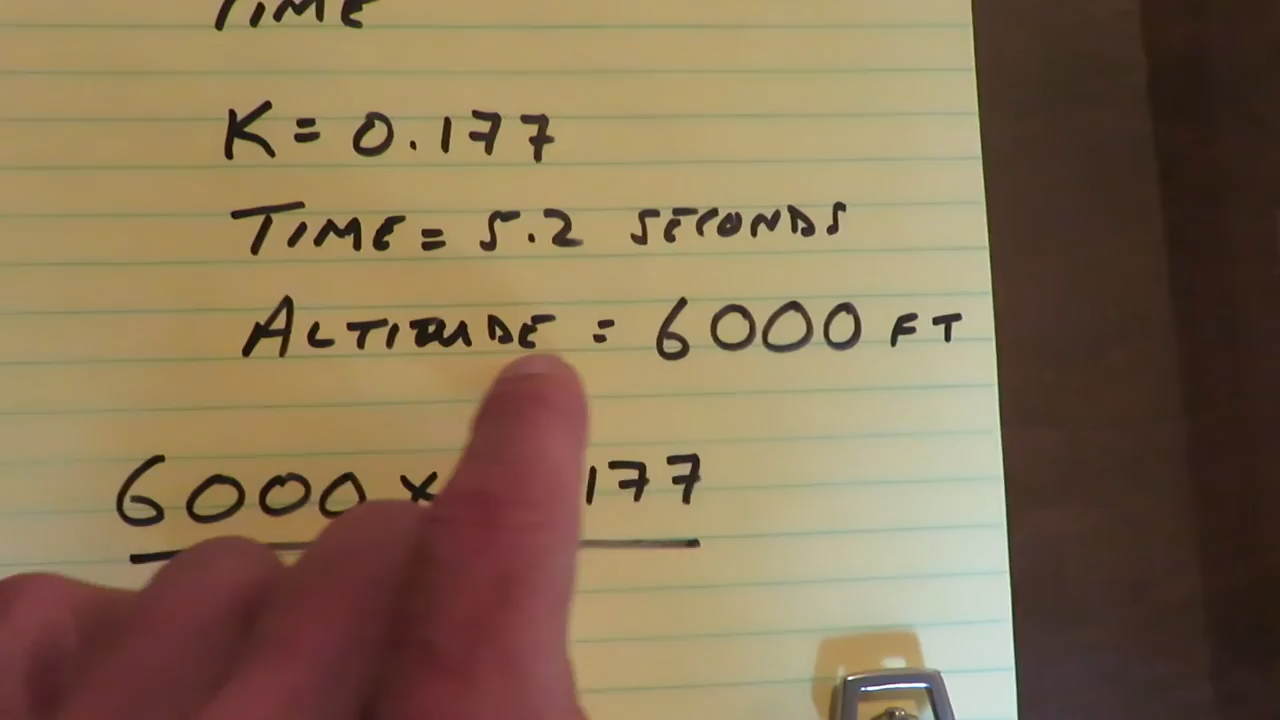 TIME
K = 0.177
TIME = 5.2 SECONDS
ALTITUDE = 6000 FT
6000 x 177